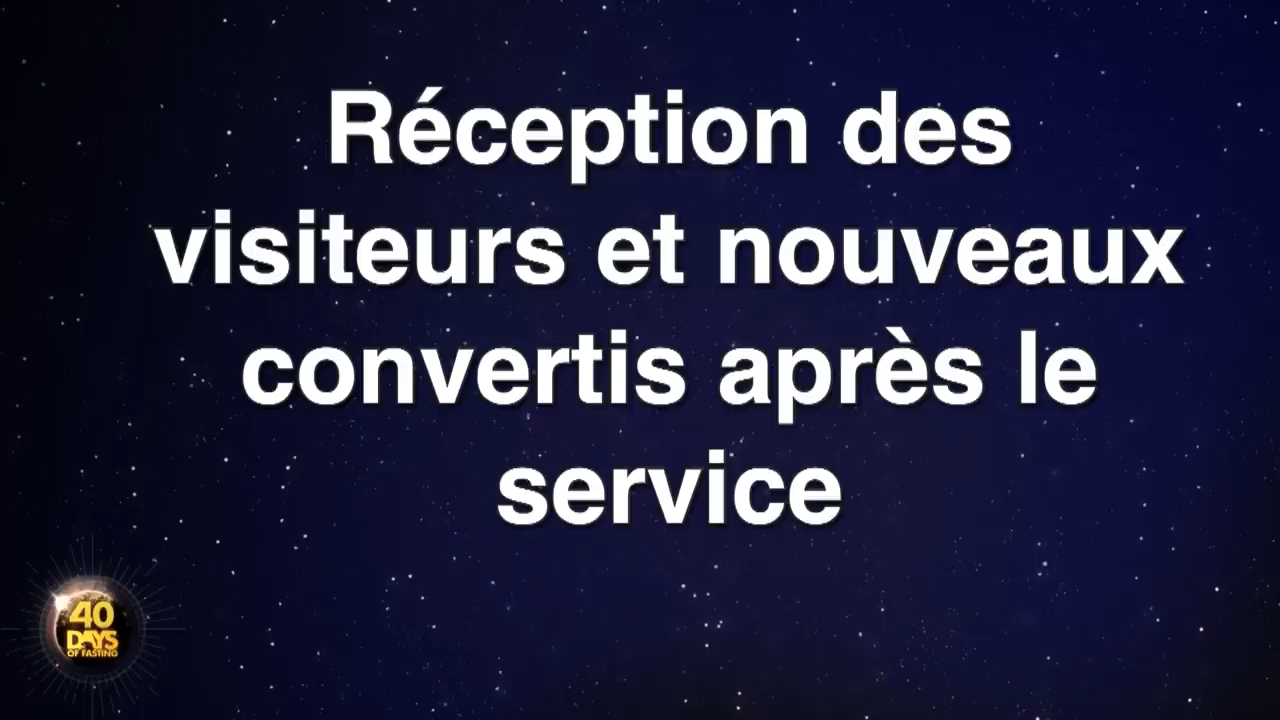 Réception des
visiteurs et nouveaux
convertis après le
service
40
DAYS
OF FASTING